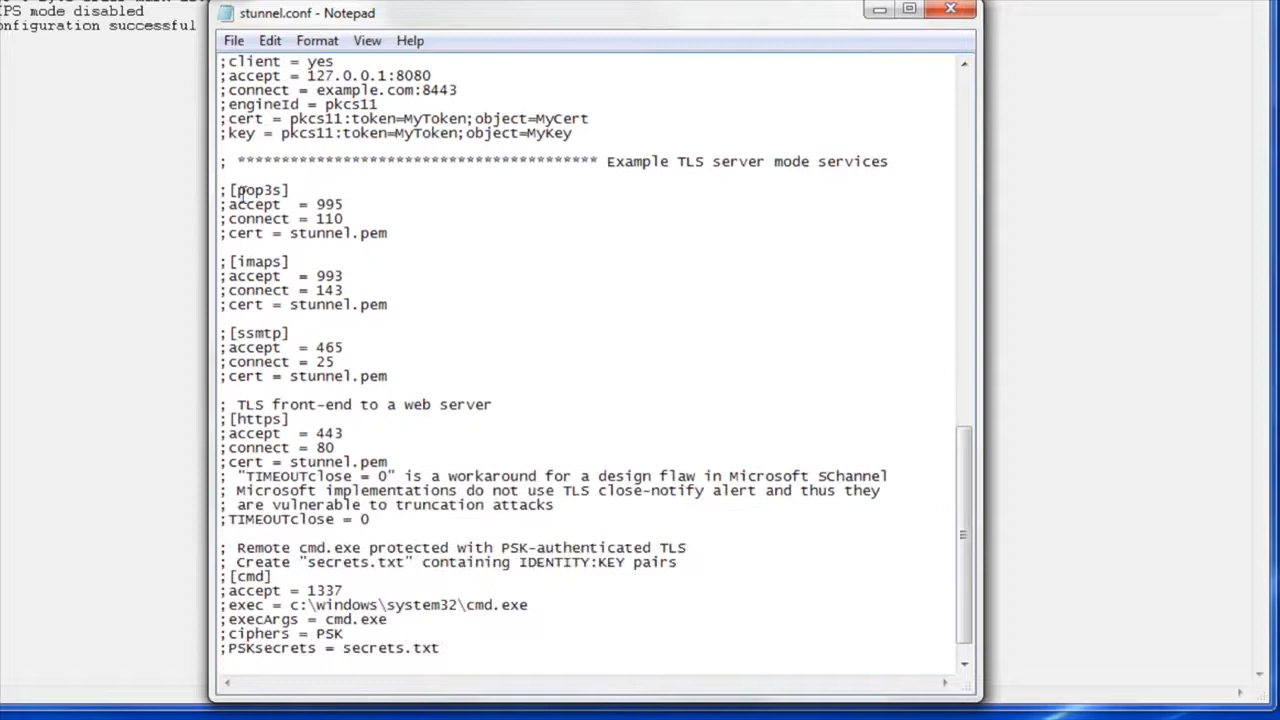 IPS mode disabled
onfiguration successful
stunnel.conf - Notepad
File Edit Format View Help
;client = yes
;accept = 127.0.0.1:8080
;connect = example.com:8443
;engineId = pkcs11
;cert = pkcs11:token=MyToken;object=MyCert
;key = pkcs11:token=MyToken;object=MyKey
; ***************************************** Example TLS server mode services
;[pop3s]
;accept  = 995
;connect = 110
;cert = stunnel.pem
;[imaps]
;accept  = 993
;connect = 143
;cert = stunnel.pem
;[ssmtp]
;accept  = 465
;connect = 25
;cert = stunnel.pem
; TLS front-end to a web server
;[https]
;accept  = 443
;connect = 80
;cert = stunnel.pem
; "TIMEOUTclose = 0" is a workaround for a design flaw in Microsoft SChannel
; Microsoft implementations do not use TLS close-notify alert and thus they
; are vulnerable to truncation attacks
;TIMEOUTclose = 0
; Remote cmd.exe protected with PSK-authenticated TLS
; Create "secrets.txt" containing IDENTITY:KEY pairs
;[cmd]
;accept = 1337
;exec = c:\windows\system32\cmd.exe
;execArgs = cmd.exe
;ciphers = PSK
;PSKsecrets = secrets.txt